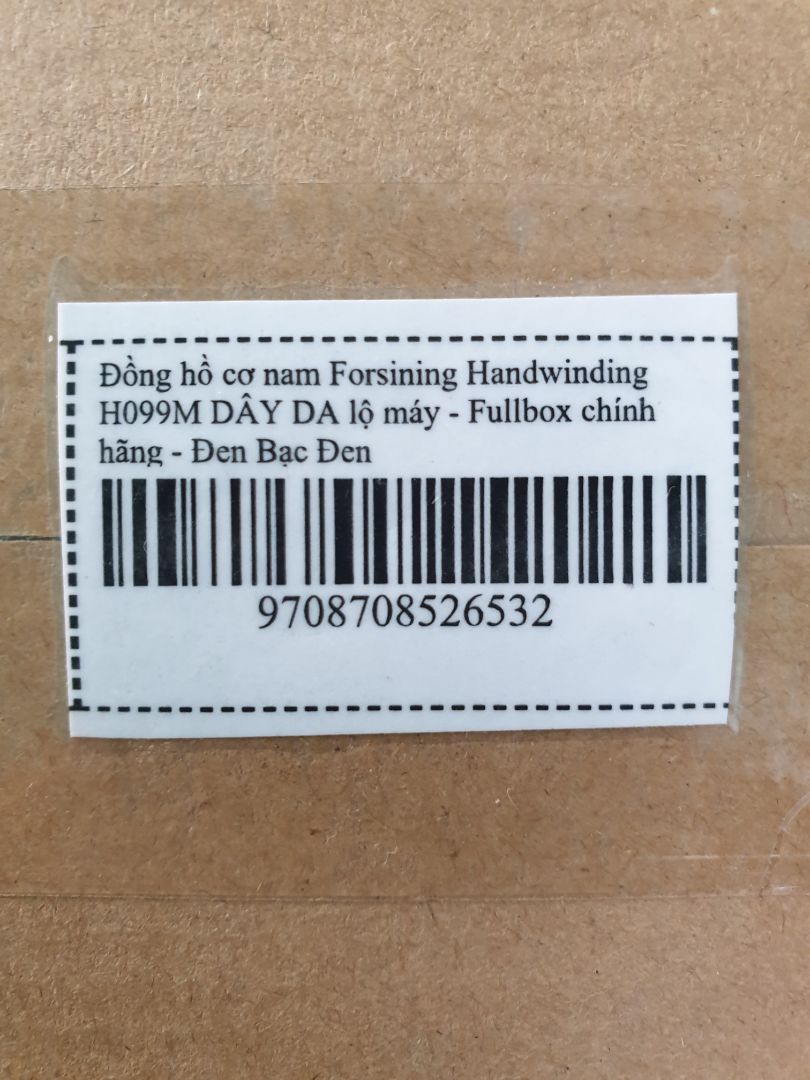 Đồng hồ cơ nam Forsining Handwinding
H099M DÂY DA lộ máy - Fullbox chính
hãng - Đen Bạc Đen
9708708526532